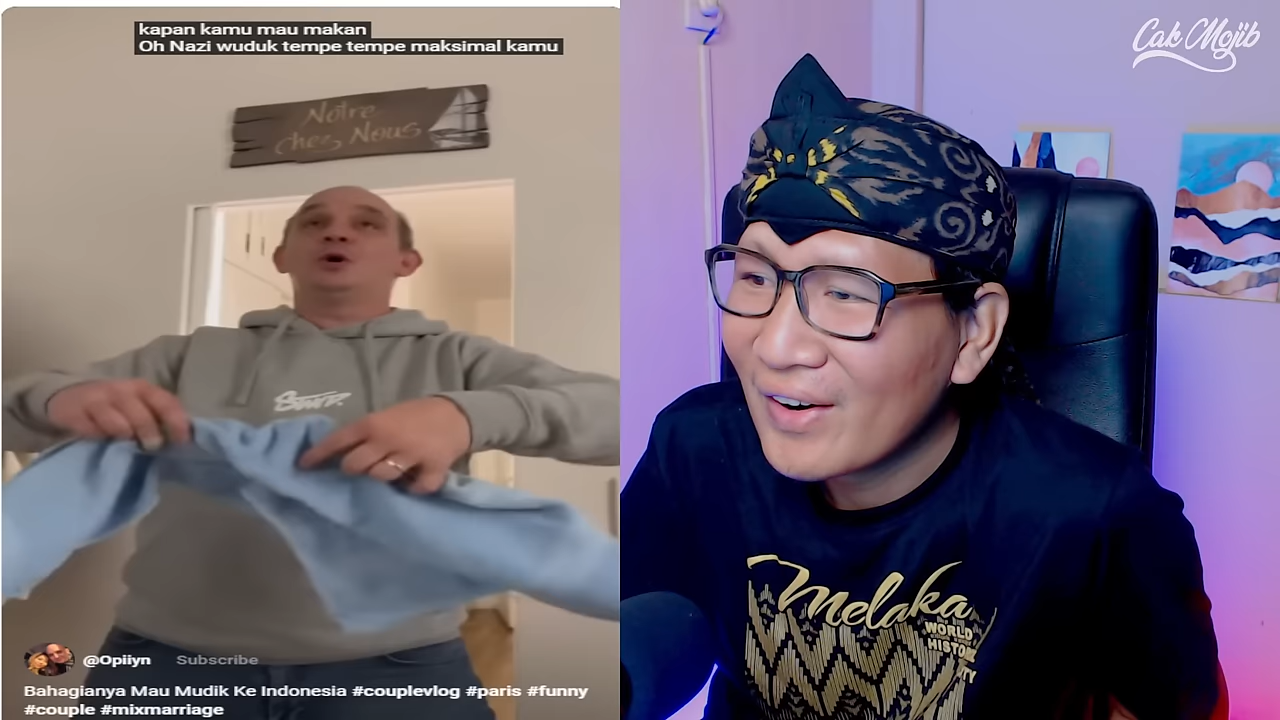 kapan kamu mau makan
Oh Nazi wuduk tempe tempe maksimal kamu
Notre
chez Nous
@Opiiyn Subscribe
Bahagianya Mau Mudik Ke Indonesia #couplevlog #paris #funny
#couple #mixmarriage
Cak Mojib
Melaka
WORLD